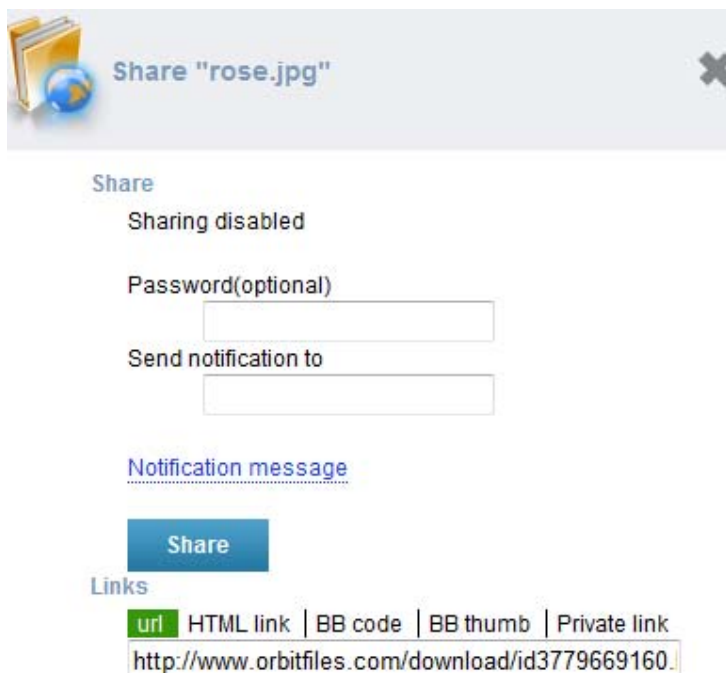 Share "rose.jpg"
Share
Sharing disabled
Password(optional)
Send notification to
Notification message
Share
Links
url HTML link BB code BB thumb Private link
http://www.orbitfiles.com/download/id3779669160.